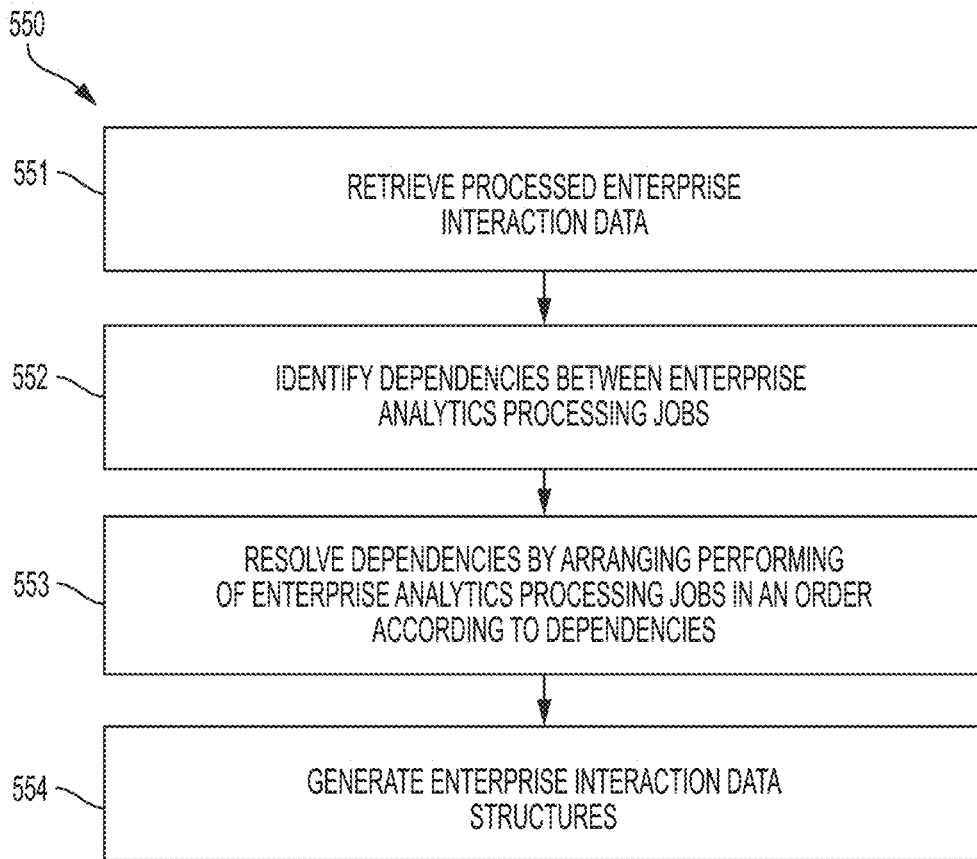 550
551
RETRIEVE PROCESSED ENTERPRISE
INTERACTION DATA
552
IDENTIFY DEPENDENCIES BETWEEN ENTERPRISE
ANALYTICS PROCESSING JOBS
553
RESOLVE DEPENDENCIES BY ARRANGING PERFORMING
OF ENTERPRISE ANALYTICS PROCESSING JOBS IN AN ORDER
ACCORDING TO DEPENDENCIES
554
GENERATE ENTERPRISE INTERACTION DATA
STRUCTURES